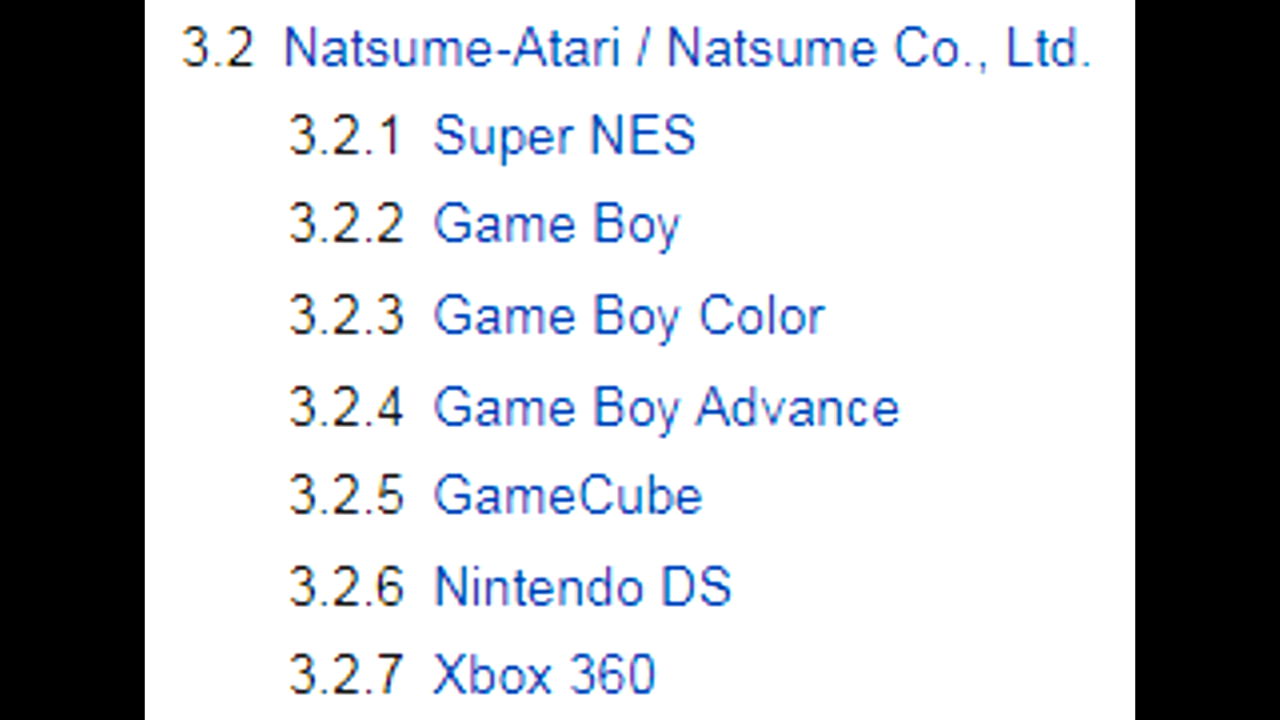 3.2 Natsume-Atari / Natsume Co., Ltd.
3.2.1 Super NES
3.2.2 Game Boy
3.2.3 Game Boy Color
3.2.4 Game Boy Advance
3.2.5 GameCube
3.2.6 Nintendo DS
3.2.7 Xbox 360